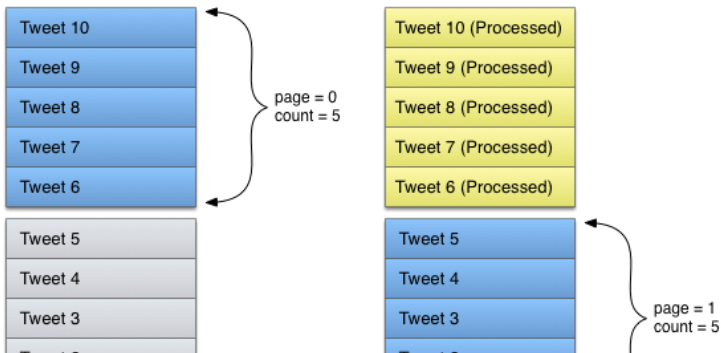 Tweet 10
Tweet 9
Tweet 8
Tweet 7
Tweet 6
page = 0
count = 5
Tweet 5
Tweet 4
Tweet 3
Tweet 10 (Processed)
Tweet 9 (Processed)
Tweet 8 (Processed)
Tweet 7 (Processed)
Tweet 6 (Processed)
Tweet 5
Tweet 4
Tweet 3
page = 1
count = 5